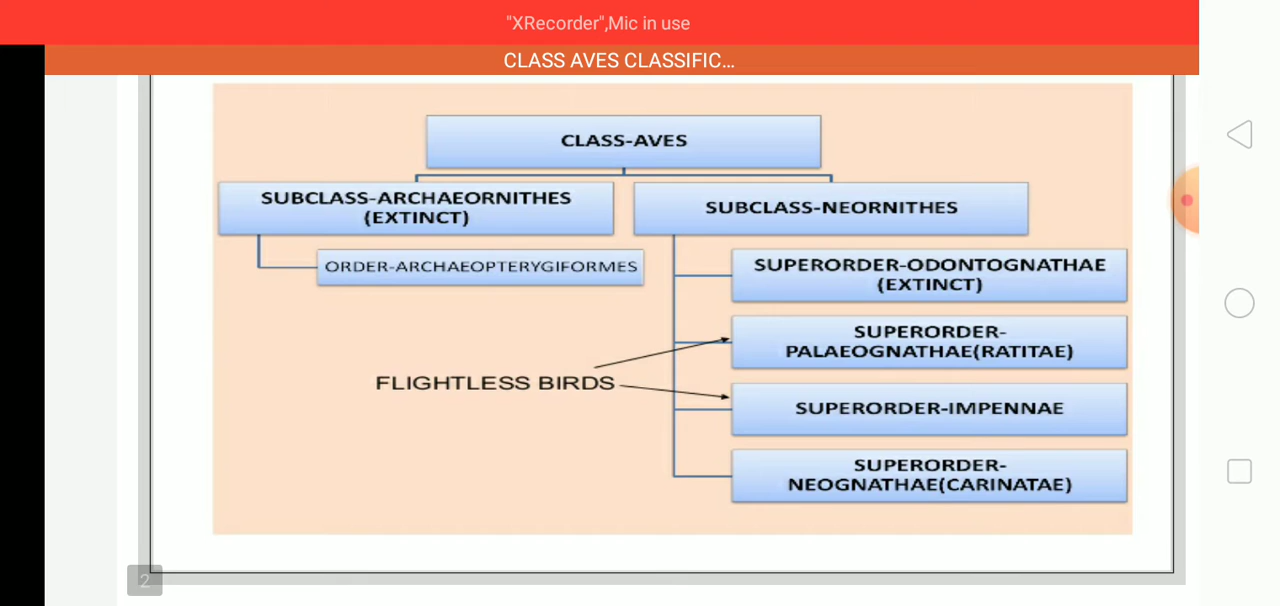 "XRecorder",Mic in use
CLASS AVES CLASSIFIC...
CLASS-AVES
SUBCLASS-ARCHAEORNITHES
(EXTINCT)
SUBCLASS-NEORNITHES
ORDER-ARCHAEOPTERYGIFORMES
SUPERORDER-ODONTOGNATHAE
(EXTINCT)
SUPERORDER-
PALAEOGNATHAE(RATITAE)
FLIGHTLESS BIRDS
SUPERORDER-IMPENNAE
SUPERORDER-
NEOGNATHAE(CARINATAE)
2